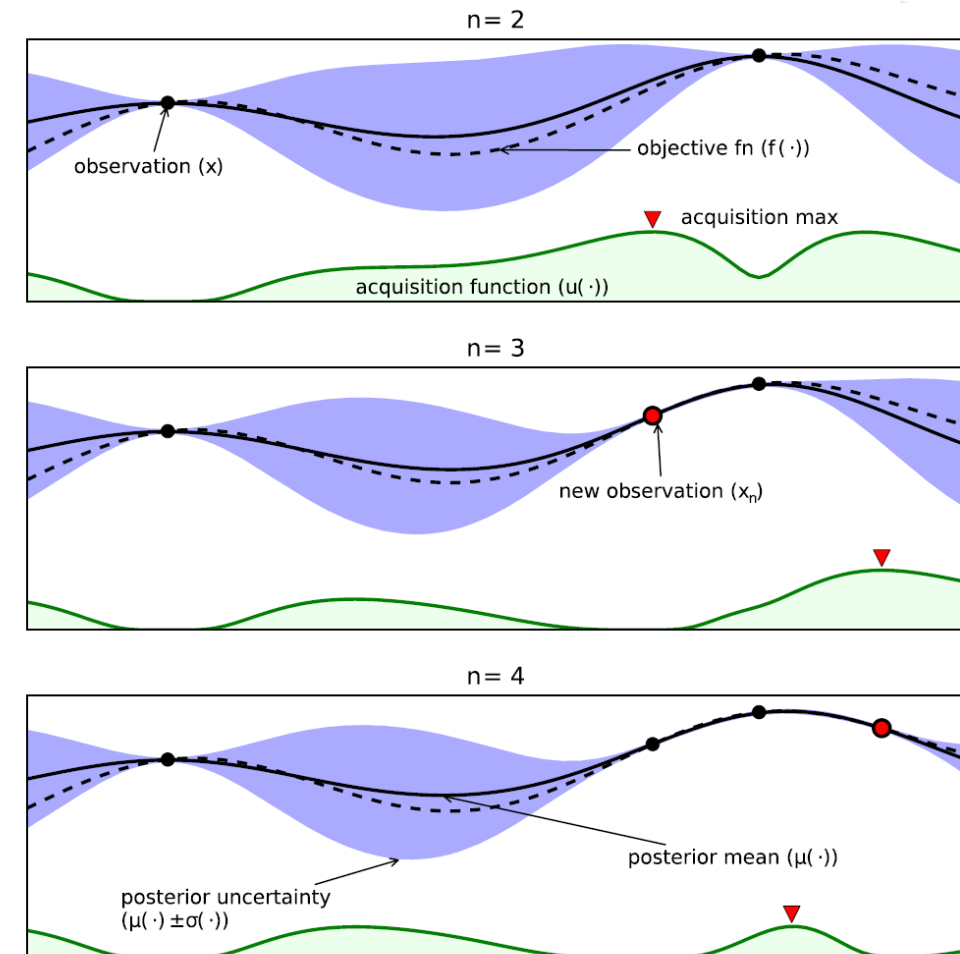 n= 2
observation (x)
objective fn (f(·))
acquisition max
acquisition function (u(·))
n= 3
new observation (xₙ)
n= 4
posterior mean (μ(·))
posterior uncertainty
(μ(·) ±σ(·))